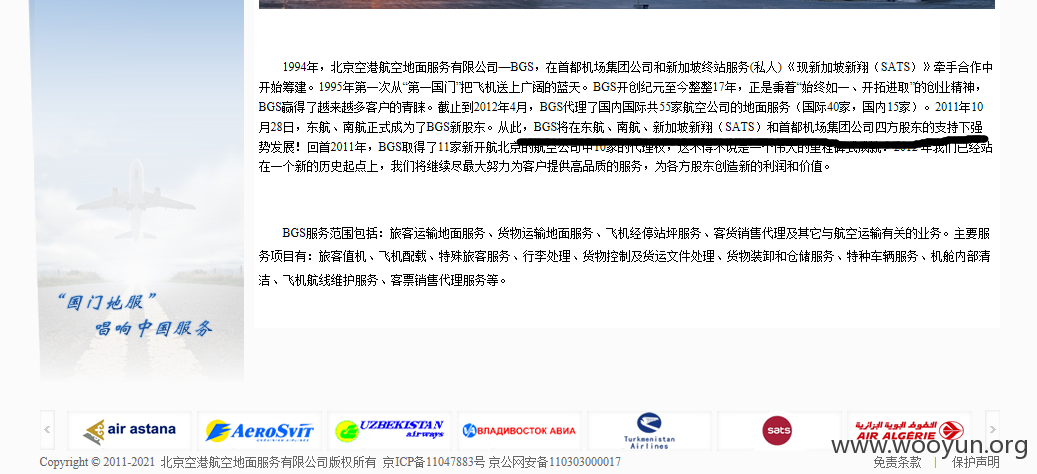 1994年，北京空港航空地面服务有限公司—BGS，在首都机场集团公司和新加坡终站服务(私人)《现新加坡新翔（SATS）》牵手合作中
开始筹建。1995年第一次从“第一国门”把飞机送上广阔的蓝天。BGS开创纪元至今整整17年，正是秉着“始终如一、开拓进取”的创业精神，
BGS赢得了越来越多客户的青睐。截止到2012年4月，BGS代理了国内国际共55家航空公司的地面服务（国际40家，国内15家）。2011年10
月28日，东航、南航正式成为了BGS新股东。从此，BGS将在东航、南航、新加坡新翔（SATS）和首都机场集团公司四方股东的支持下强
势发展！回首2011年，BGS取得了11家新开航北京的航空公司中10家的代理权，这不得不说是一个伟大的里程碑式成就！2012年我们已经站
在一个新的历史起点上，我们将继续尽最大努力为客户提供高品质的服务，为各方股东创造新的利润和价值。
BGS服务范围包括：旅客运输地面服务、货物运输地面服务、飞机经停站坪服务、客货销售代理及其它与航空运输有关的业务。主要服
务项目有：旅客值机、飞机配载、特殊旅客服务、行李处理、货物控制及货运文件处理、货物装卸和仓储服务、特种车辆服务、机舱内部清
洁、飞机航线维护服务、客票销售代理服务等。
“国门地服”
唱响中国服务
air astana
AEROSVIT
UKRAINIAN AIRLINES
UZBEKISTAN
airways
ВЛАДИВОСТОК АВИА
Turkmenistan
Airlines
sats
الخطوط الجوية الجزائرية
AIR ALGÉRIE
www.wooyun.org
Copyright © 2011-2021 北京空港航空地面服务有限公司版权所有 京ICP备11047883号 京公网安备110303000017
免责条款 | 保护声明